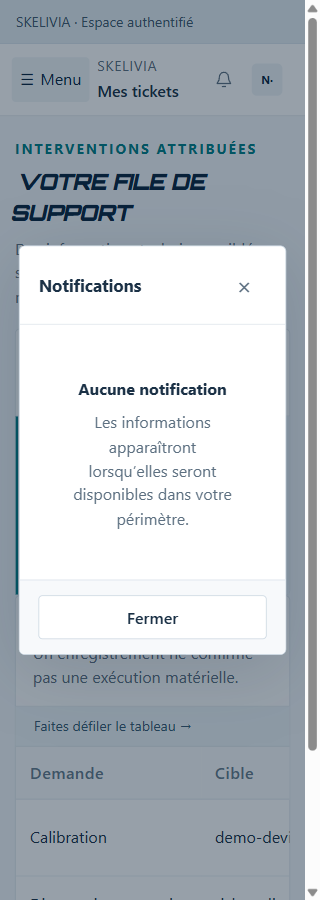 SKELIVIA · Espace authentifié
☰ Menu
SKELIVIA
Mes tickets
N·
INTERVENTIONS ATTRIBUÉES
VOTRE FILE DE
SUPPORT
Notifications
×
Aucune notification
Les informations
apparaîtront
lorsqu'elles seront
disponibles dans votre
périmètre.
Fermer
Un enregistrement ne confirme
pas une exécution matérielle.
Faites défiler le tableau →
Demande Cible
Calibration demo-devi